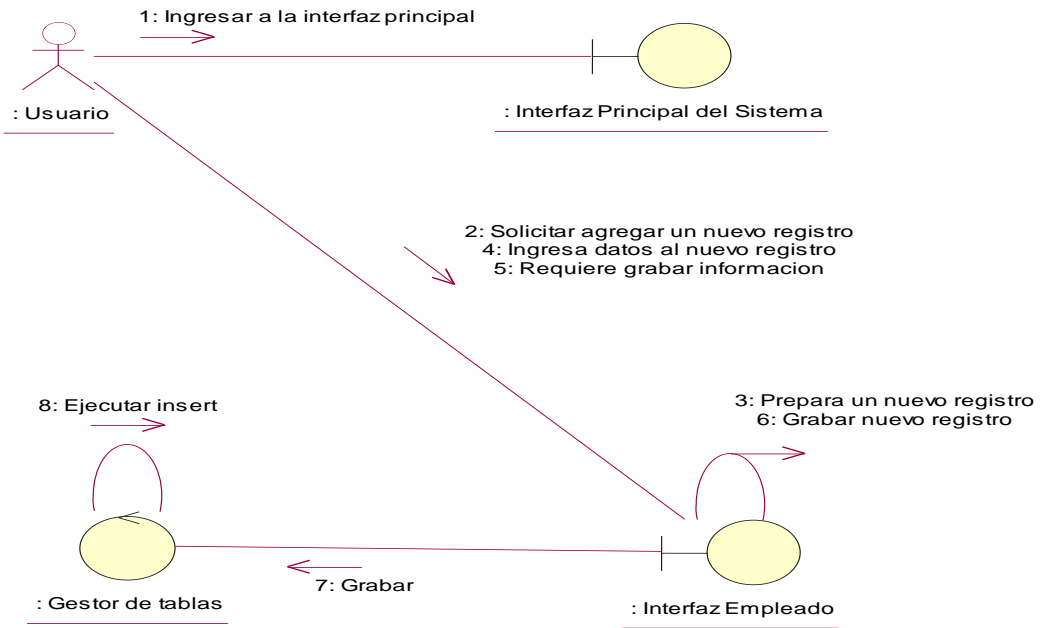 1: Ingresar a la interfaz principal
: Usuario
: Interfaz Principal del Sistema
2: Solicitar agregar un nuevo registro
4: Ingresa datos al nuevo registro
5: Requiere grabar informacion
8: Ejecutar insert
3: Prepara un nuevo registro
6: Grabar nuevo registro
7: Grabar
: Gestor de tablas
: Interfaz Empleado